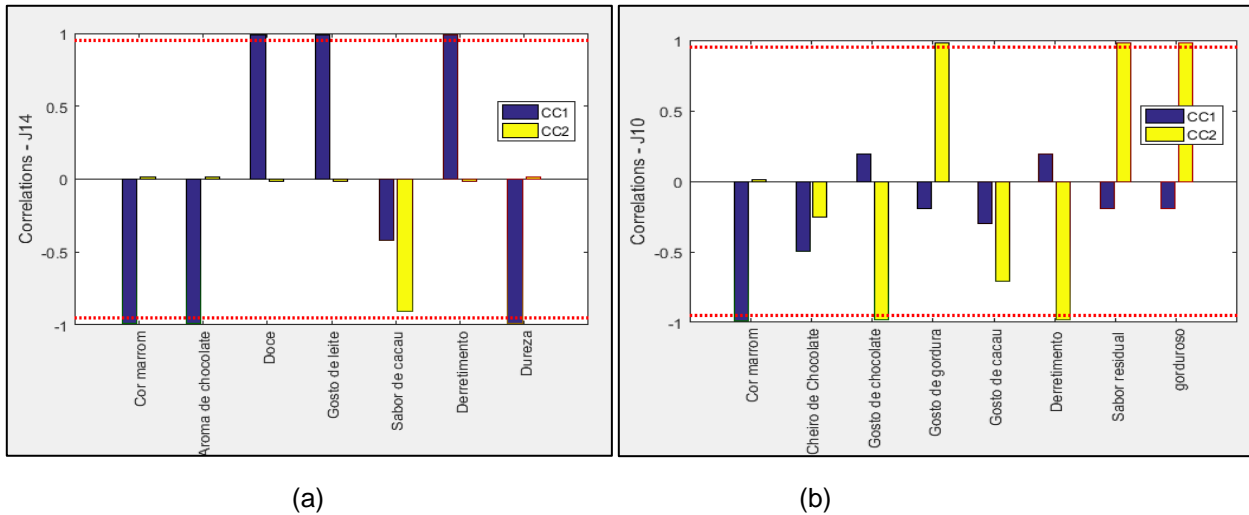 Correlations - J14
1
0.5
0
-0.5
-1
CC1
CC2
Cor marrom
Aroma de chocolate
Doce
Gosto de leite
Sabor de cacau
Derretimento
Dureza
(a)
Correlations - J10
1
0.5
0
-0.5
-1
CC1
CC2
Cor marrom
Cheiro de Chocolate
Gosto de chocolate
Gosto de gordura
Gosto de cacau
Derretimento
Sabor residual
gorduroso
(b)